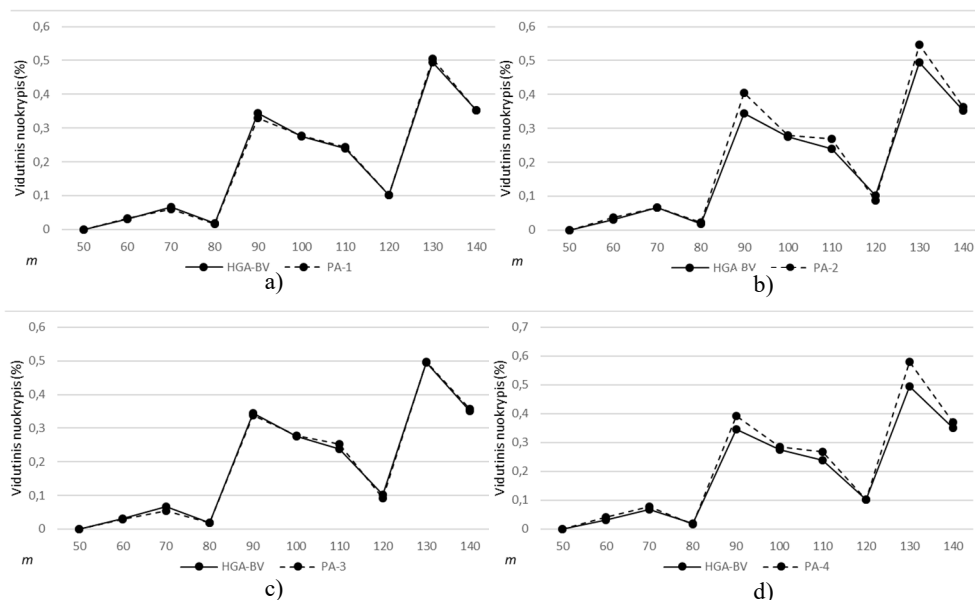 Vidutinis nuokrypis (%)
0,6
0,5
0,4
0,3
0,2
0,1
0
50 60 70 80 90 100 110 120 130 140
m
HGA-BV PA-1
a)
Vidutinis nuokrypis (%)
0,6
0,5
0,4
0,3
0,2
0,1
0
50 60 70 80 90 100 110 120 130 140
m
HGA BV PA-2
b)
Vidutinis nuokrypis (%)
0,6
0,5
0,4
0,3
0,2
0,1
0
50 60 70 80 90 100 110 120 130 140
m
HGA-BV PA-3
c)
Vidutinis nuokrypis (%)
0,7
0,6
0,5
0,4
0,3
0,2
0,1
0
50 60 70 80 90 100 110 120 130 140
m
HGA-BV PA-4
d)